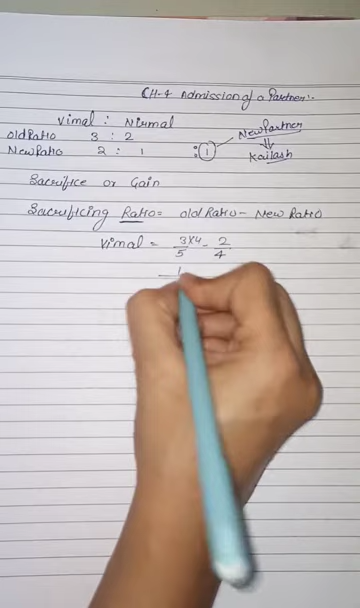 CH-4 Admission of a Partner:-
Vimal : Nirmal
Old Ratio 3 : 2
New Ratio 2 : 1 : 1 New Partner
Kailash
Sacrifice or Gain
Sacrificing Ratio = Old Ratio - New Ratio
Vimal = 3×4/5 - 2/4
1